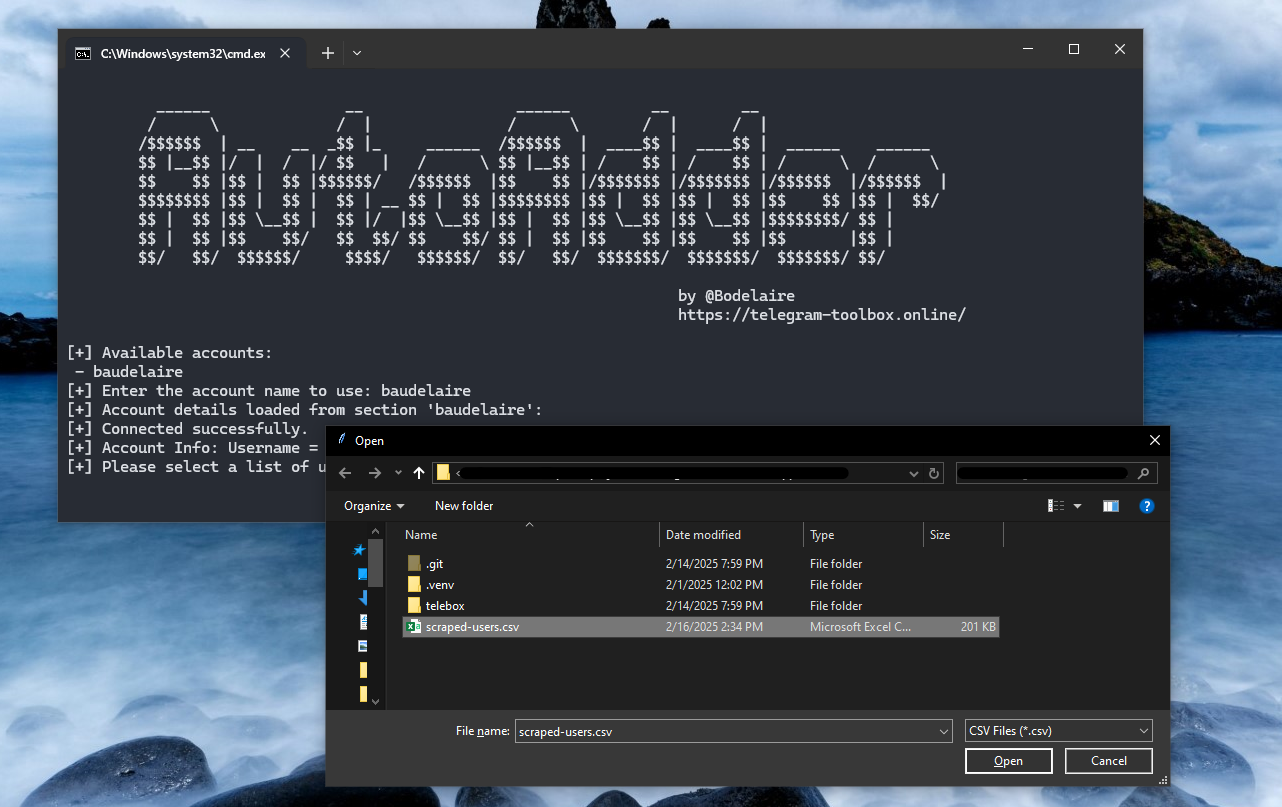 C:\Windows\system32\cmd.ex
AutoAdder
by @Bodelaire
https://telegram-toolbox.online/
[+] Available accounts:
- baudelaire
[+] Enter the account name to use: baudelaire
[+] Account details loaded from section 'baudelaire':
[+] Connected successfully.
[+] Account Info: Username =
[+] Please select a list of u
Open
Organize
New folder
Name Date modified Type Size
.git 2/14/2025 7:59 PM File folder
.venv 2/1/2025 12:02 PM File folder
telebox 2/14/2025 7:59 PM File folder
scraped-users.csv 2/16/2025 2:34 PM Microsoft Excel C... 201 KB
File name: scraped-users.csv CSV Files (*.csv)
Open Cancel